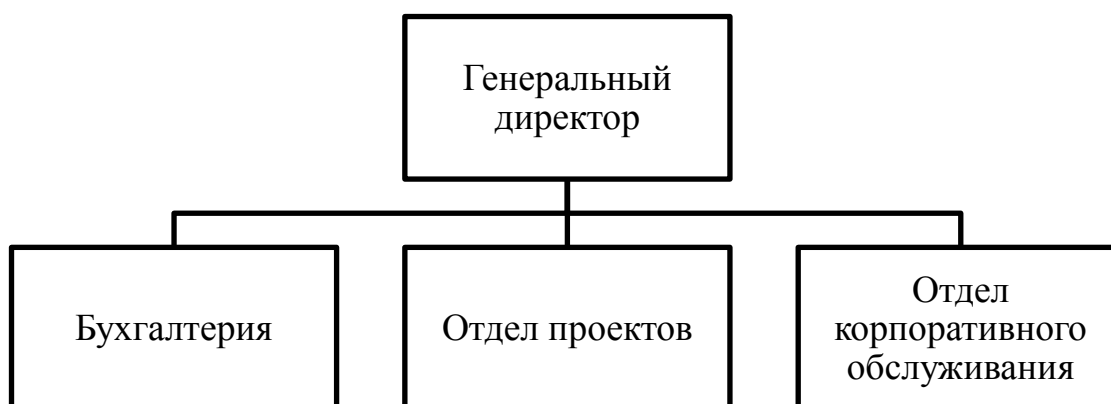 Генеральный
директор
Бухгалтерия
Отдел проектов
Отдел
корпоративного
обслуживания